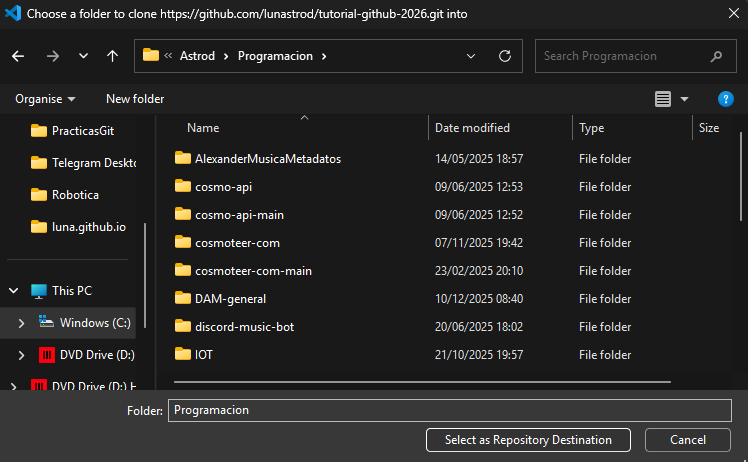 Choose a folder to clone https://github.com/lunastrod/tutorial-github-2026.git into
« Astrod › Programacion ›
Search Programacion
Organise
New folder
Name
Date modified
Type
Size
PracticasGit
Telegram Deskto
Robotica
luna.github.io
This PC
Windows (C:)
DVD Drive (D:)
DVD Drive (D:) H
AlexanderMusicaMetadatos 14/05/2025 18:57 File folder
cosmo-api 09/06/2025 12:53 File folder
cosmo-api-main 09/06/2025 12:52 File folder
cosmoteer-com 07/11/2025 19:42 File folder
cosmoteer-com-main 23/02/2025 20:10 File folder
DAM-general 10/12/2025 08:40 File folder
discord-music-bot 20/06/2025 18:02 File folder
IOT 21/10/2025 19:57 File folder
Folder: Programacion
Select as Repository Destination
Cancel